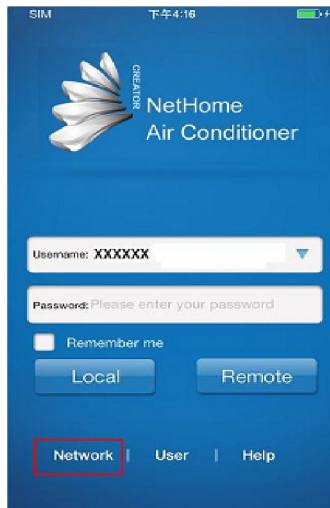 SIM 下午4:16
CREATOR
NetHome
Air Conditioner
Username: XXXXXX
Password: Please enter your password
Remember me
Local Remote
Network | User | Help